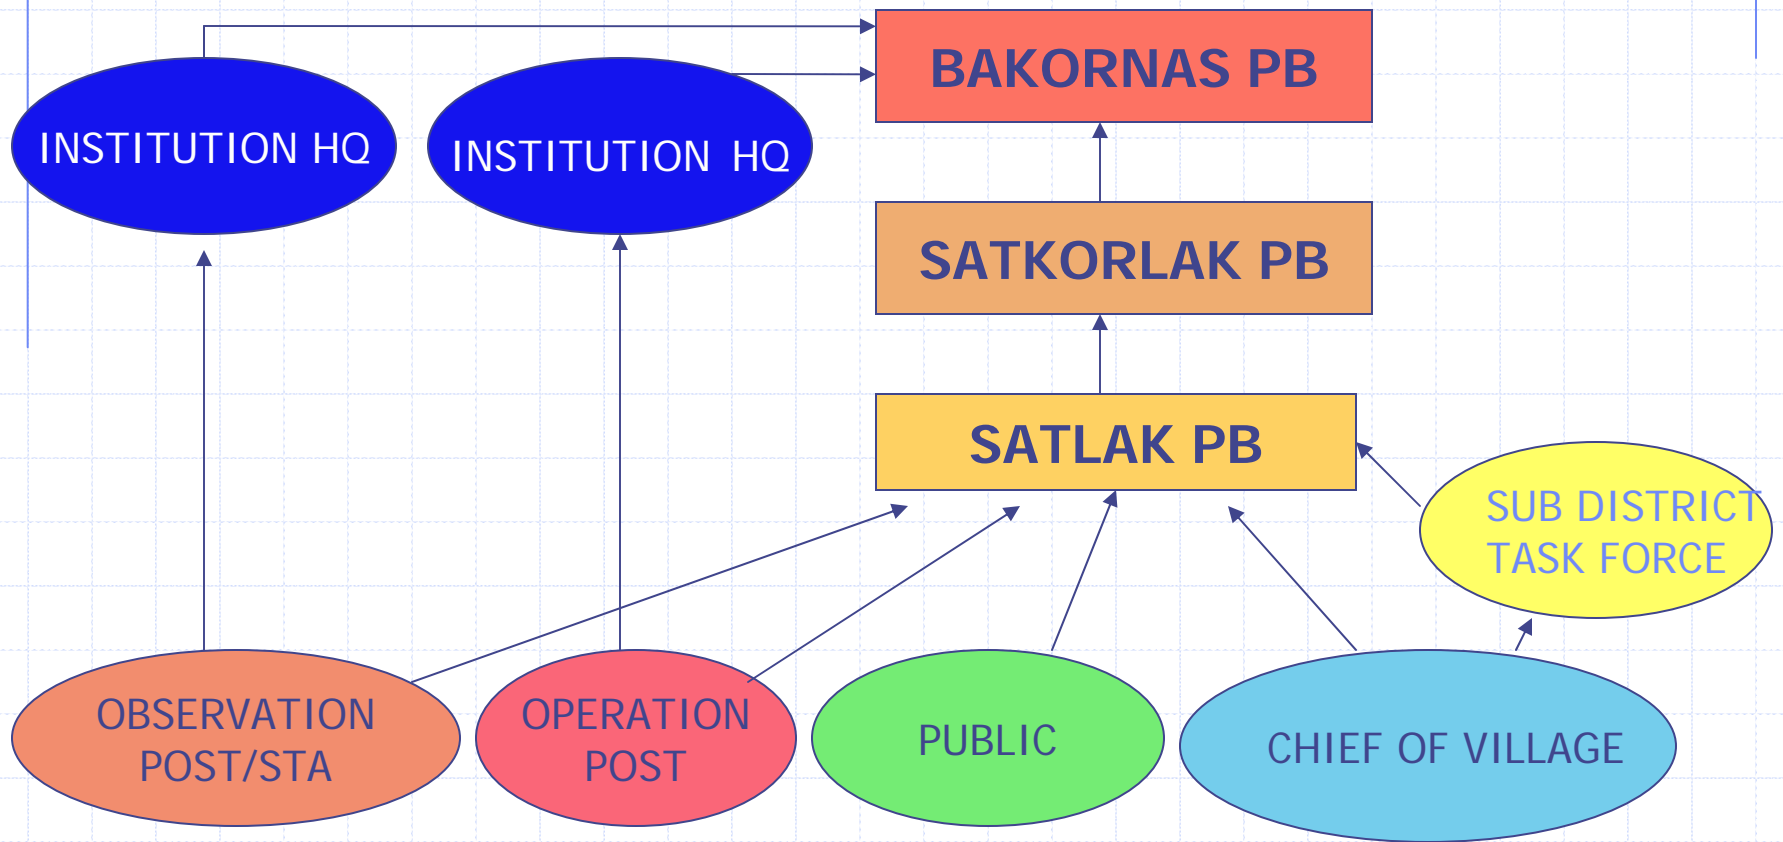 BAKORNAS PB
INSTITUTION HQ
INSTITUTION HQ
SATKORLAK PB
SATLAK PB
SUB DISTRICT
TASK FORCE
OBSERVATION
POST/STA
OPERATION
POST
PUBLIC
CHIEF OF VILLAGE